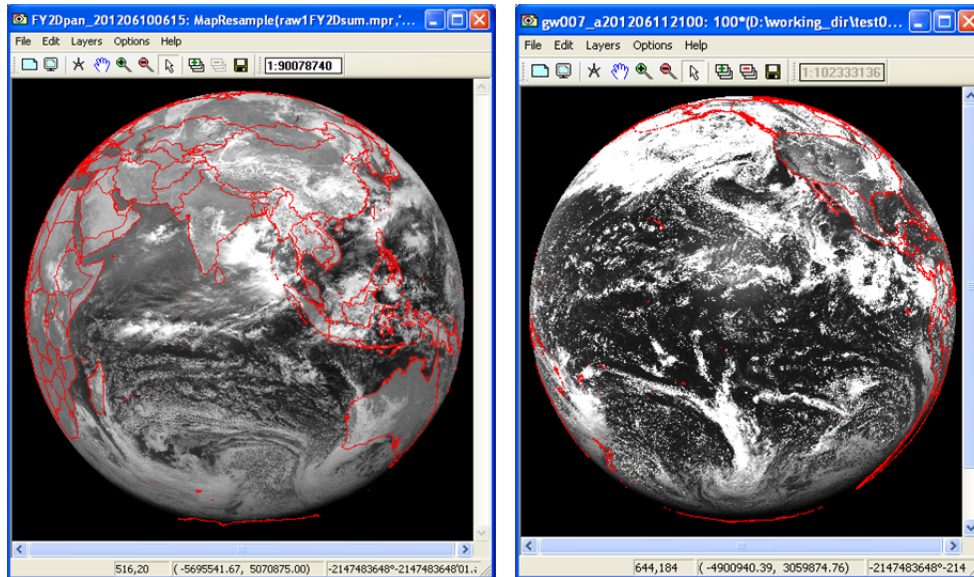 FY2Dpan_201206100615: MapResample(raw1FY2Dsum.mpr,'...
File Edit Layers Options Help
1:90078740
516,20 ( -5695541.67, 5070875.00) -2147483648°-2147483648'01.
gw007_a201206112100: 100*(D:\working_dir\test0...
File Edit Layers Options Help
1:102333136
644,184 ( -4900940.39, 3059874.76) -2147483648°-214